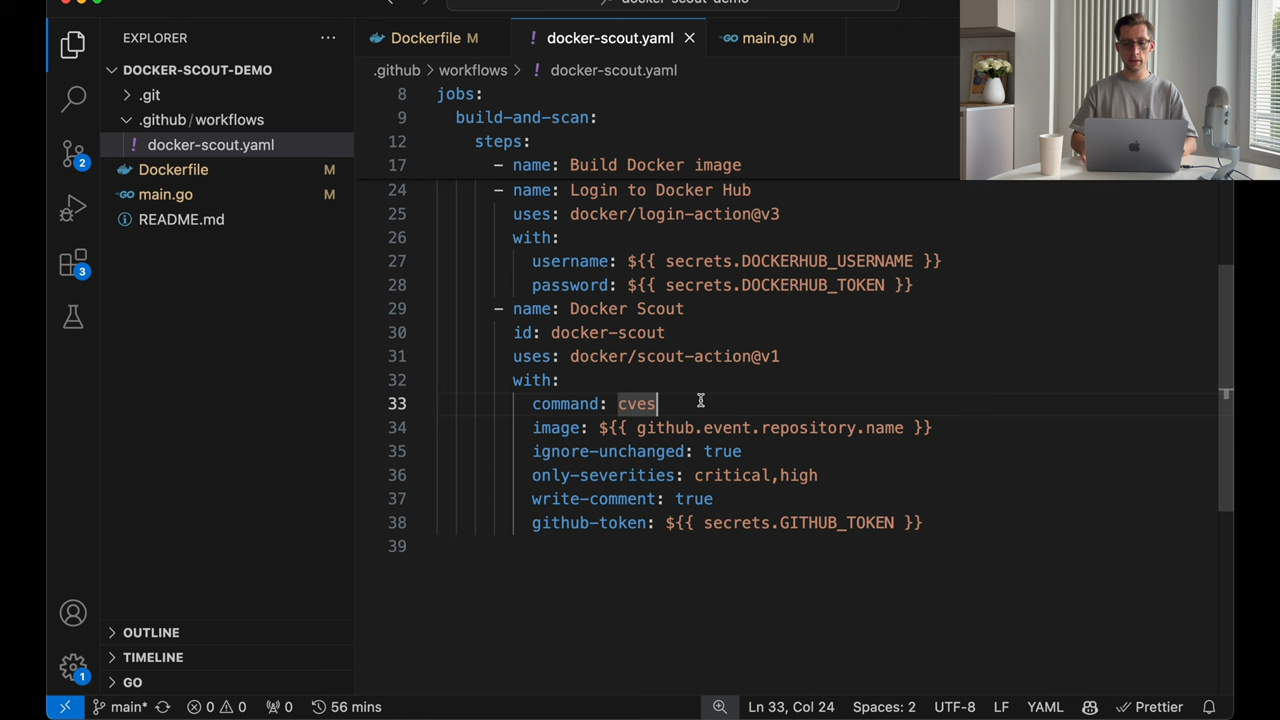 docker-scout-demo
EXPLORER
Dockerfile M
docker-scout.yaml
main.go M
DOCKER-SCOUT-DEMO
.github > workflows > docker-scout.yaml
.git
.github/workflows
docker-scout.yaml
Dockerfile M
main.go M
README.md
8 jobs:
9 build-and-scan:
12 steps:
17 - name: Build Docker image
24 - name: Login to Docker Hub
25 uses: docker/login-action@v3
26 with:
27 username: ${{ secrets.DOCKERHUB_USERNAME }}
28 password: ${{ secrets.DOCKERHUB_TOKEN }}
29 - name: Docker Scout
30 id: docker-scout
31 uses: docker/scout-action@v1
32 with:
33 command: cves
34 image: ${{ github.event.repository.name }}
35 ignore-unchanged: true
36 only-severities: critical,high
37 write-comment: true
38 github-token: ${{ secrets.GITHUB_TOKEN }}
39
2
3
1
OUTLINE
TIMELINE
GO
main* 0 0 0 56 mins Ln 33, Col 24 Spaces: 2 UTF-8 LF YAML Prettier